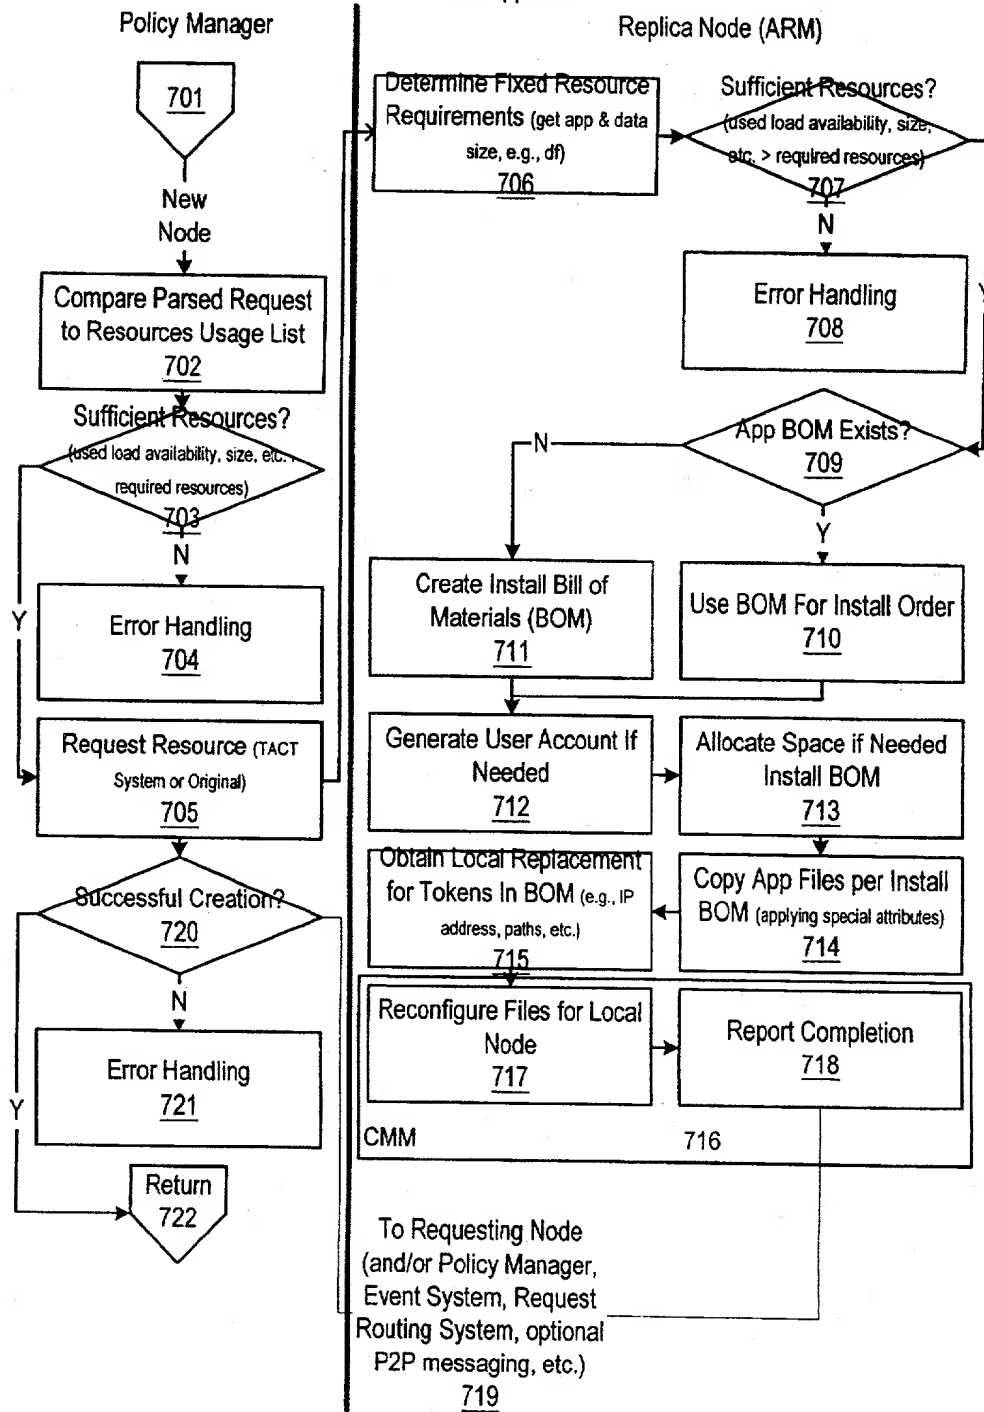 Policy Manager
701
New
Node
Compare Parsed Request
to Resources Usage List
702
Sufficient Resources?
(used load availability, size, etc.
required resources)
703
N
Y
Error Handling
704
Request Resource (TACT
System or Original)
705
Successful Creation?
720
N
Y
Error Handling
721
Return
722
Replica Node (ARM)
Determine Fixed Resource
Requirements (get app & data
size, e.g., df)
706
Sufficient Resources?
(used load availability, size,
etc. > required resources)
707
N
Y
Error Handling
708
App BOM Exists?
709
N
Y
Create Install Bill of
Materials (BOM)
711
Use BOM For Install Order
710
Generate User Account If
Needed
712
Allocate Space if Needed
Install BOM
713
Obtain Local Replacement
for Tokens In BOM (e.g., IP
address, paths, etc.)
715
Copy App Files per Install
BOM (applying special attributes)
714
Reconfigure Files for Local
Node
717
Report Completion
718
CMM
716
To Requesting Node
(and/or Policy Manager,
Event System, Request
Routing System, optional
P2P messaging, etc.)
719